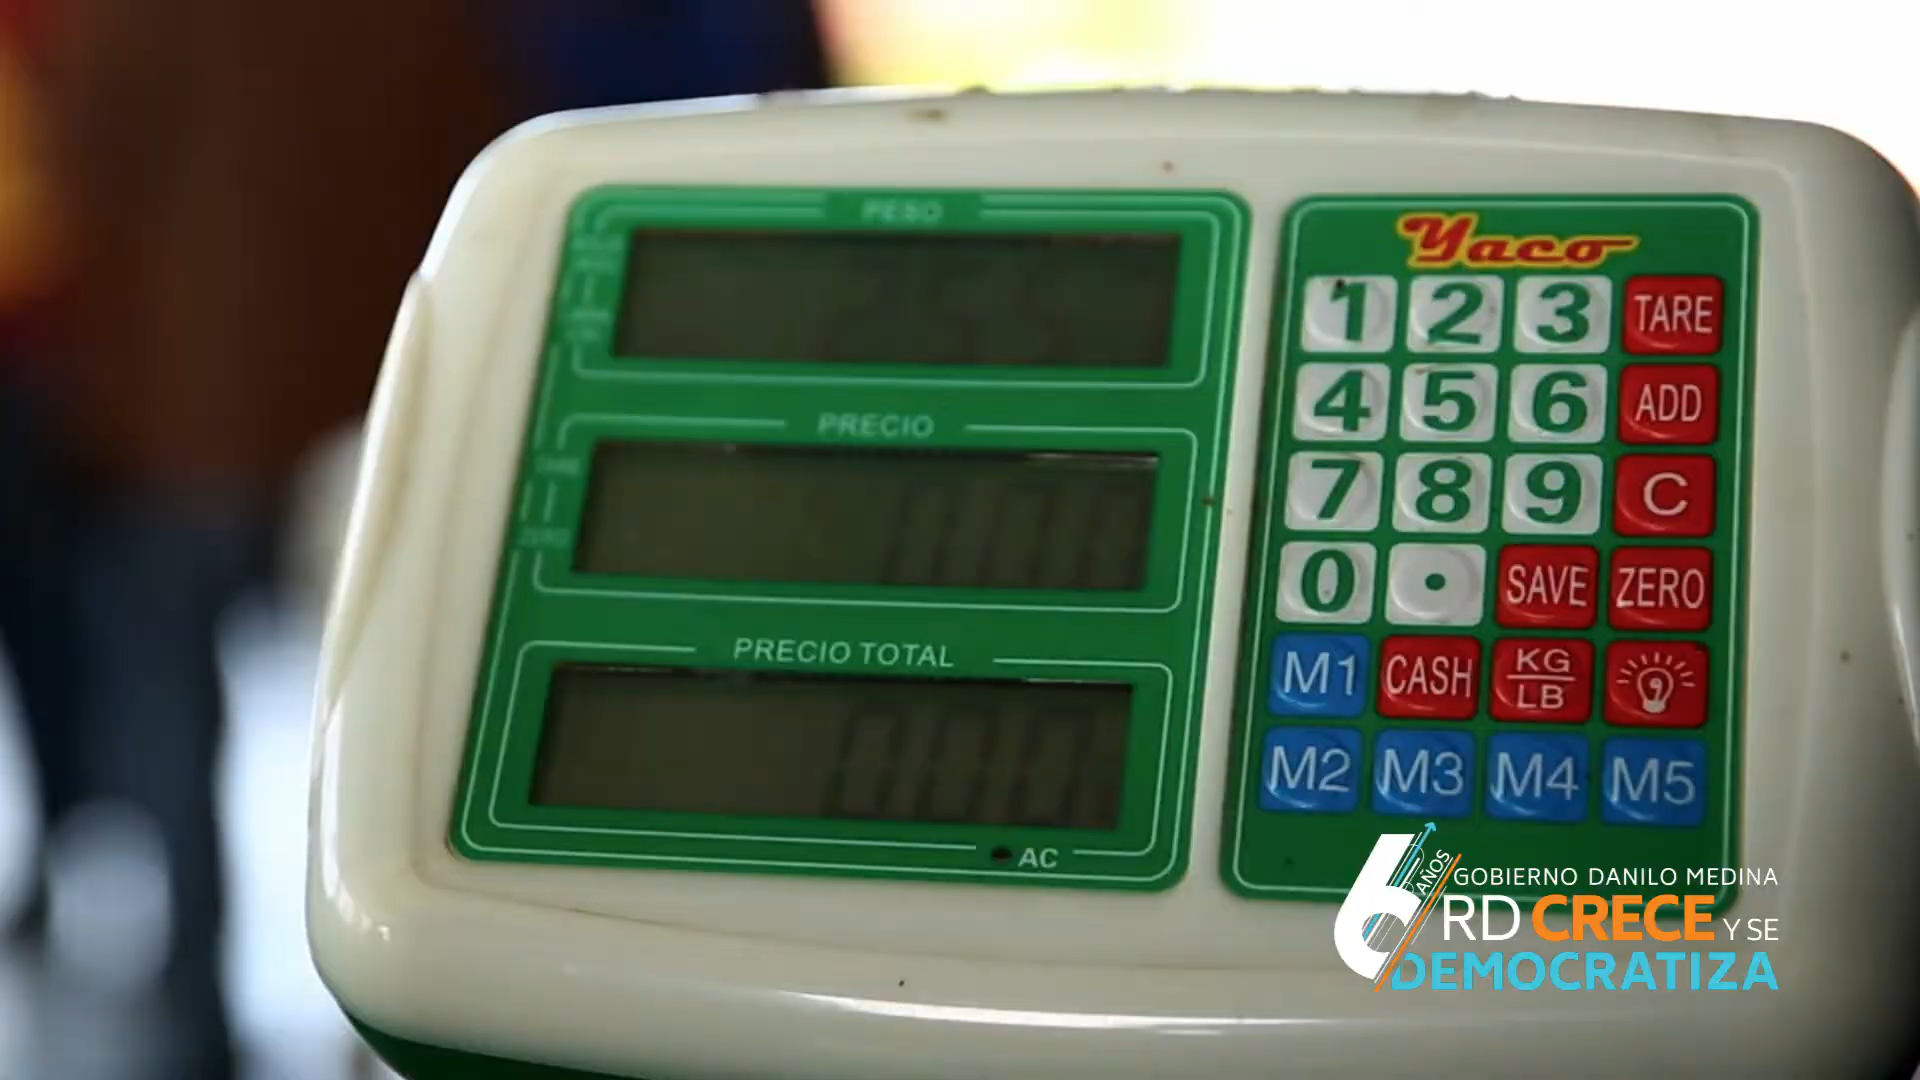 PESO
PRECIO
ZERO
PRECIO TOTAL
AC
Yaco
1 2 3 TARE
4 5 6 ADD
7 8 9 C
0 . SAVE ZERO
M1 CASH KG/LB
M2 M3 M4 M5
6 AÑOS
GOBIERNO DANILO MEDINA
RD CRECE Y SE
DEMOCRATIZA